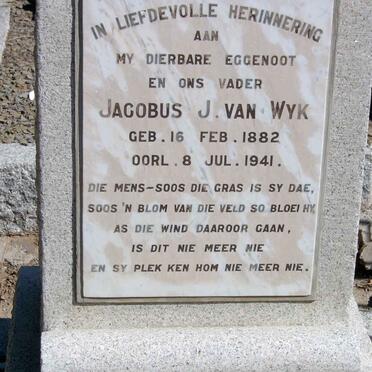 IN LIEFDEVOLLE HERINNERING
AAN
MY DIERBARE EGGENOOT
EN ONS VADER
JACOBUS J. VAN WYK
GEB. 16 FEB. 1882
OORL. 8 JUL. 1941.
DIE MENS-SOOS DIE GRAS IS SY DAE,
SOOS 'N BLOM VAN DIE VELD SO BLOEI HY,
AS DIE WIND DAAROOR GAAN,
IS DIT NIE MEER NIE
EN SY PLEK KEN HOM NIE MEER NIE.